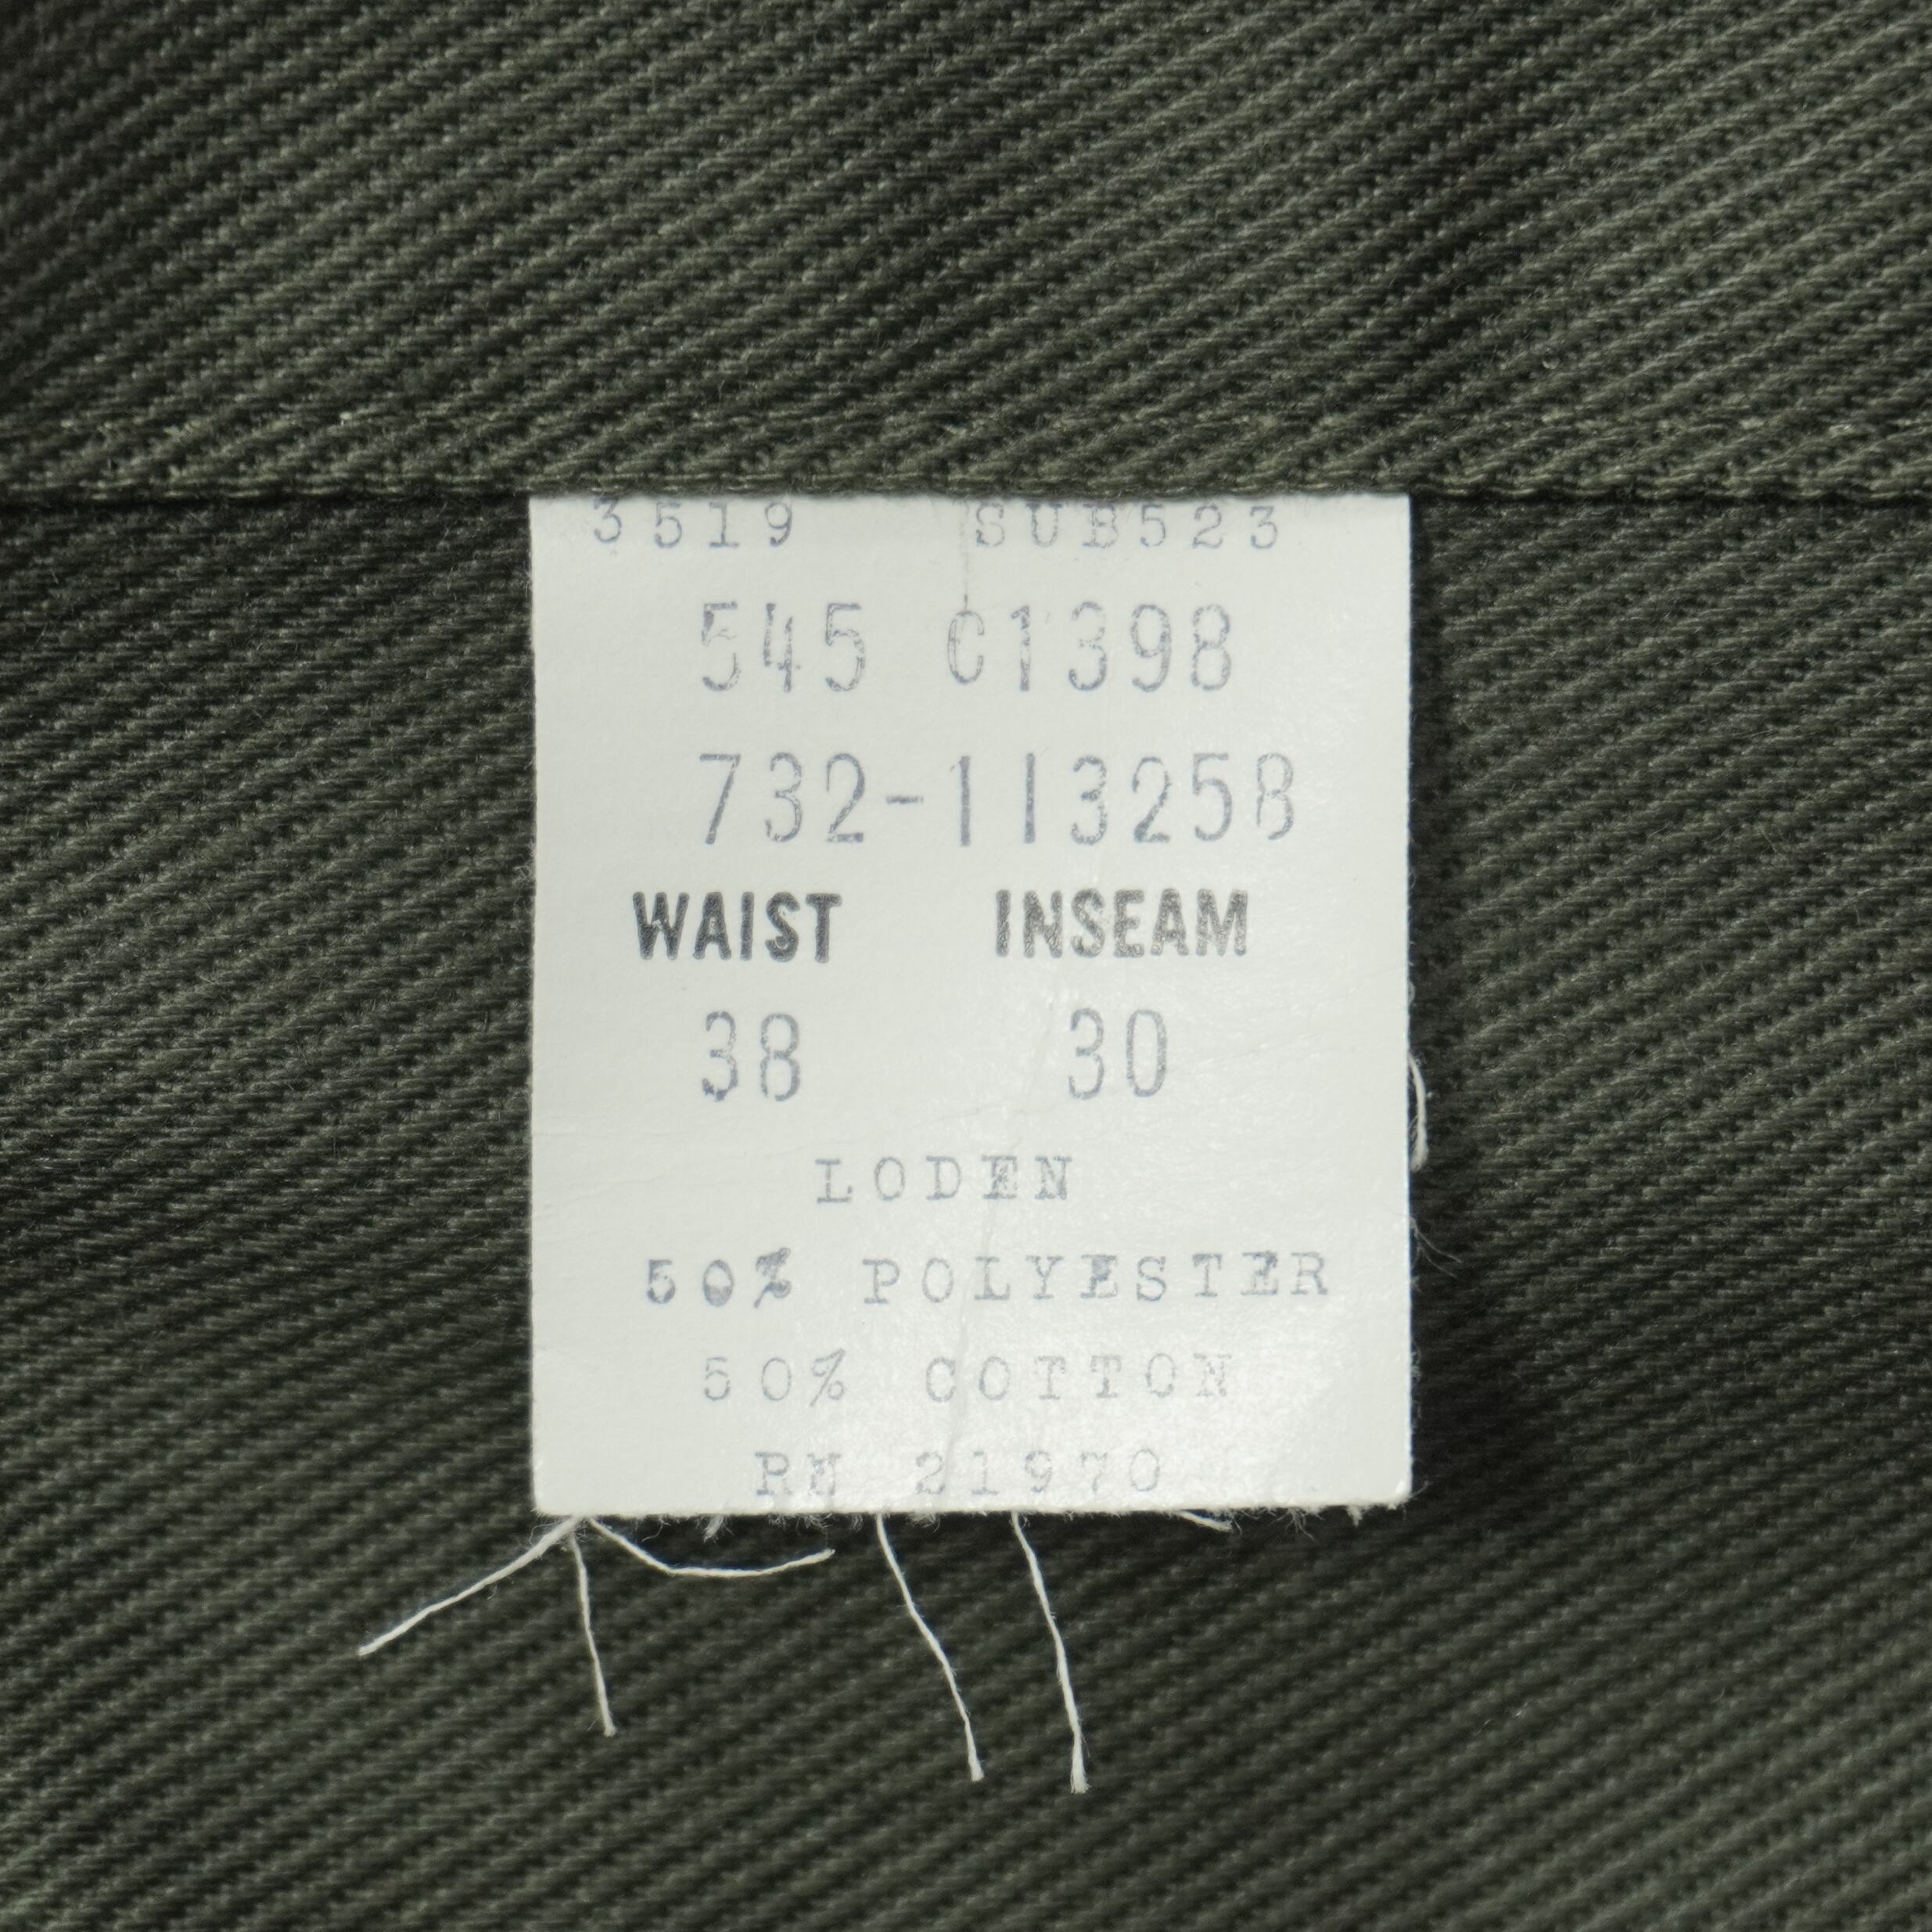 3519 SUB523
545 C1398
732-113258
WAIST INSEAM
38 30
LODEN
50% POLYESTER
50% COTTON
RN 21970